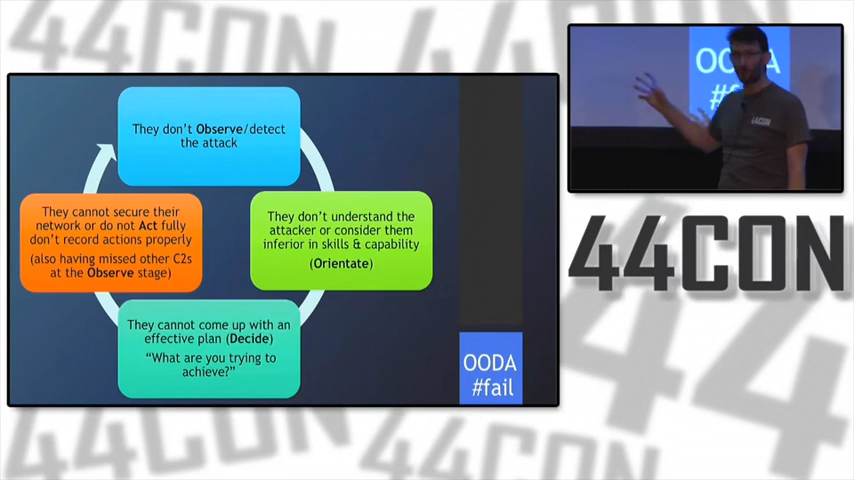 44CON
They don't Observe/detect
the attack
They cannot secure their
network or do not Act fully
don't record actions properly
(also having missed other C2s
at the Observe stage)
They don't understand the
attacker or consider them
inferior in skills & capability
(Orientate)
They cannot come up with an
effective plan (Decide)
"What are you trying to
achieve?"
OODA
#fail
OODA
44CON
44CON